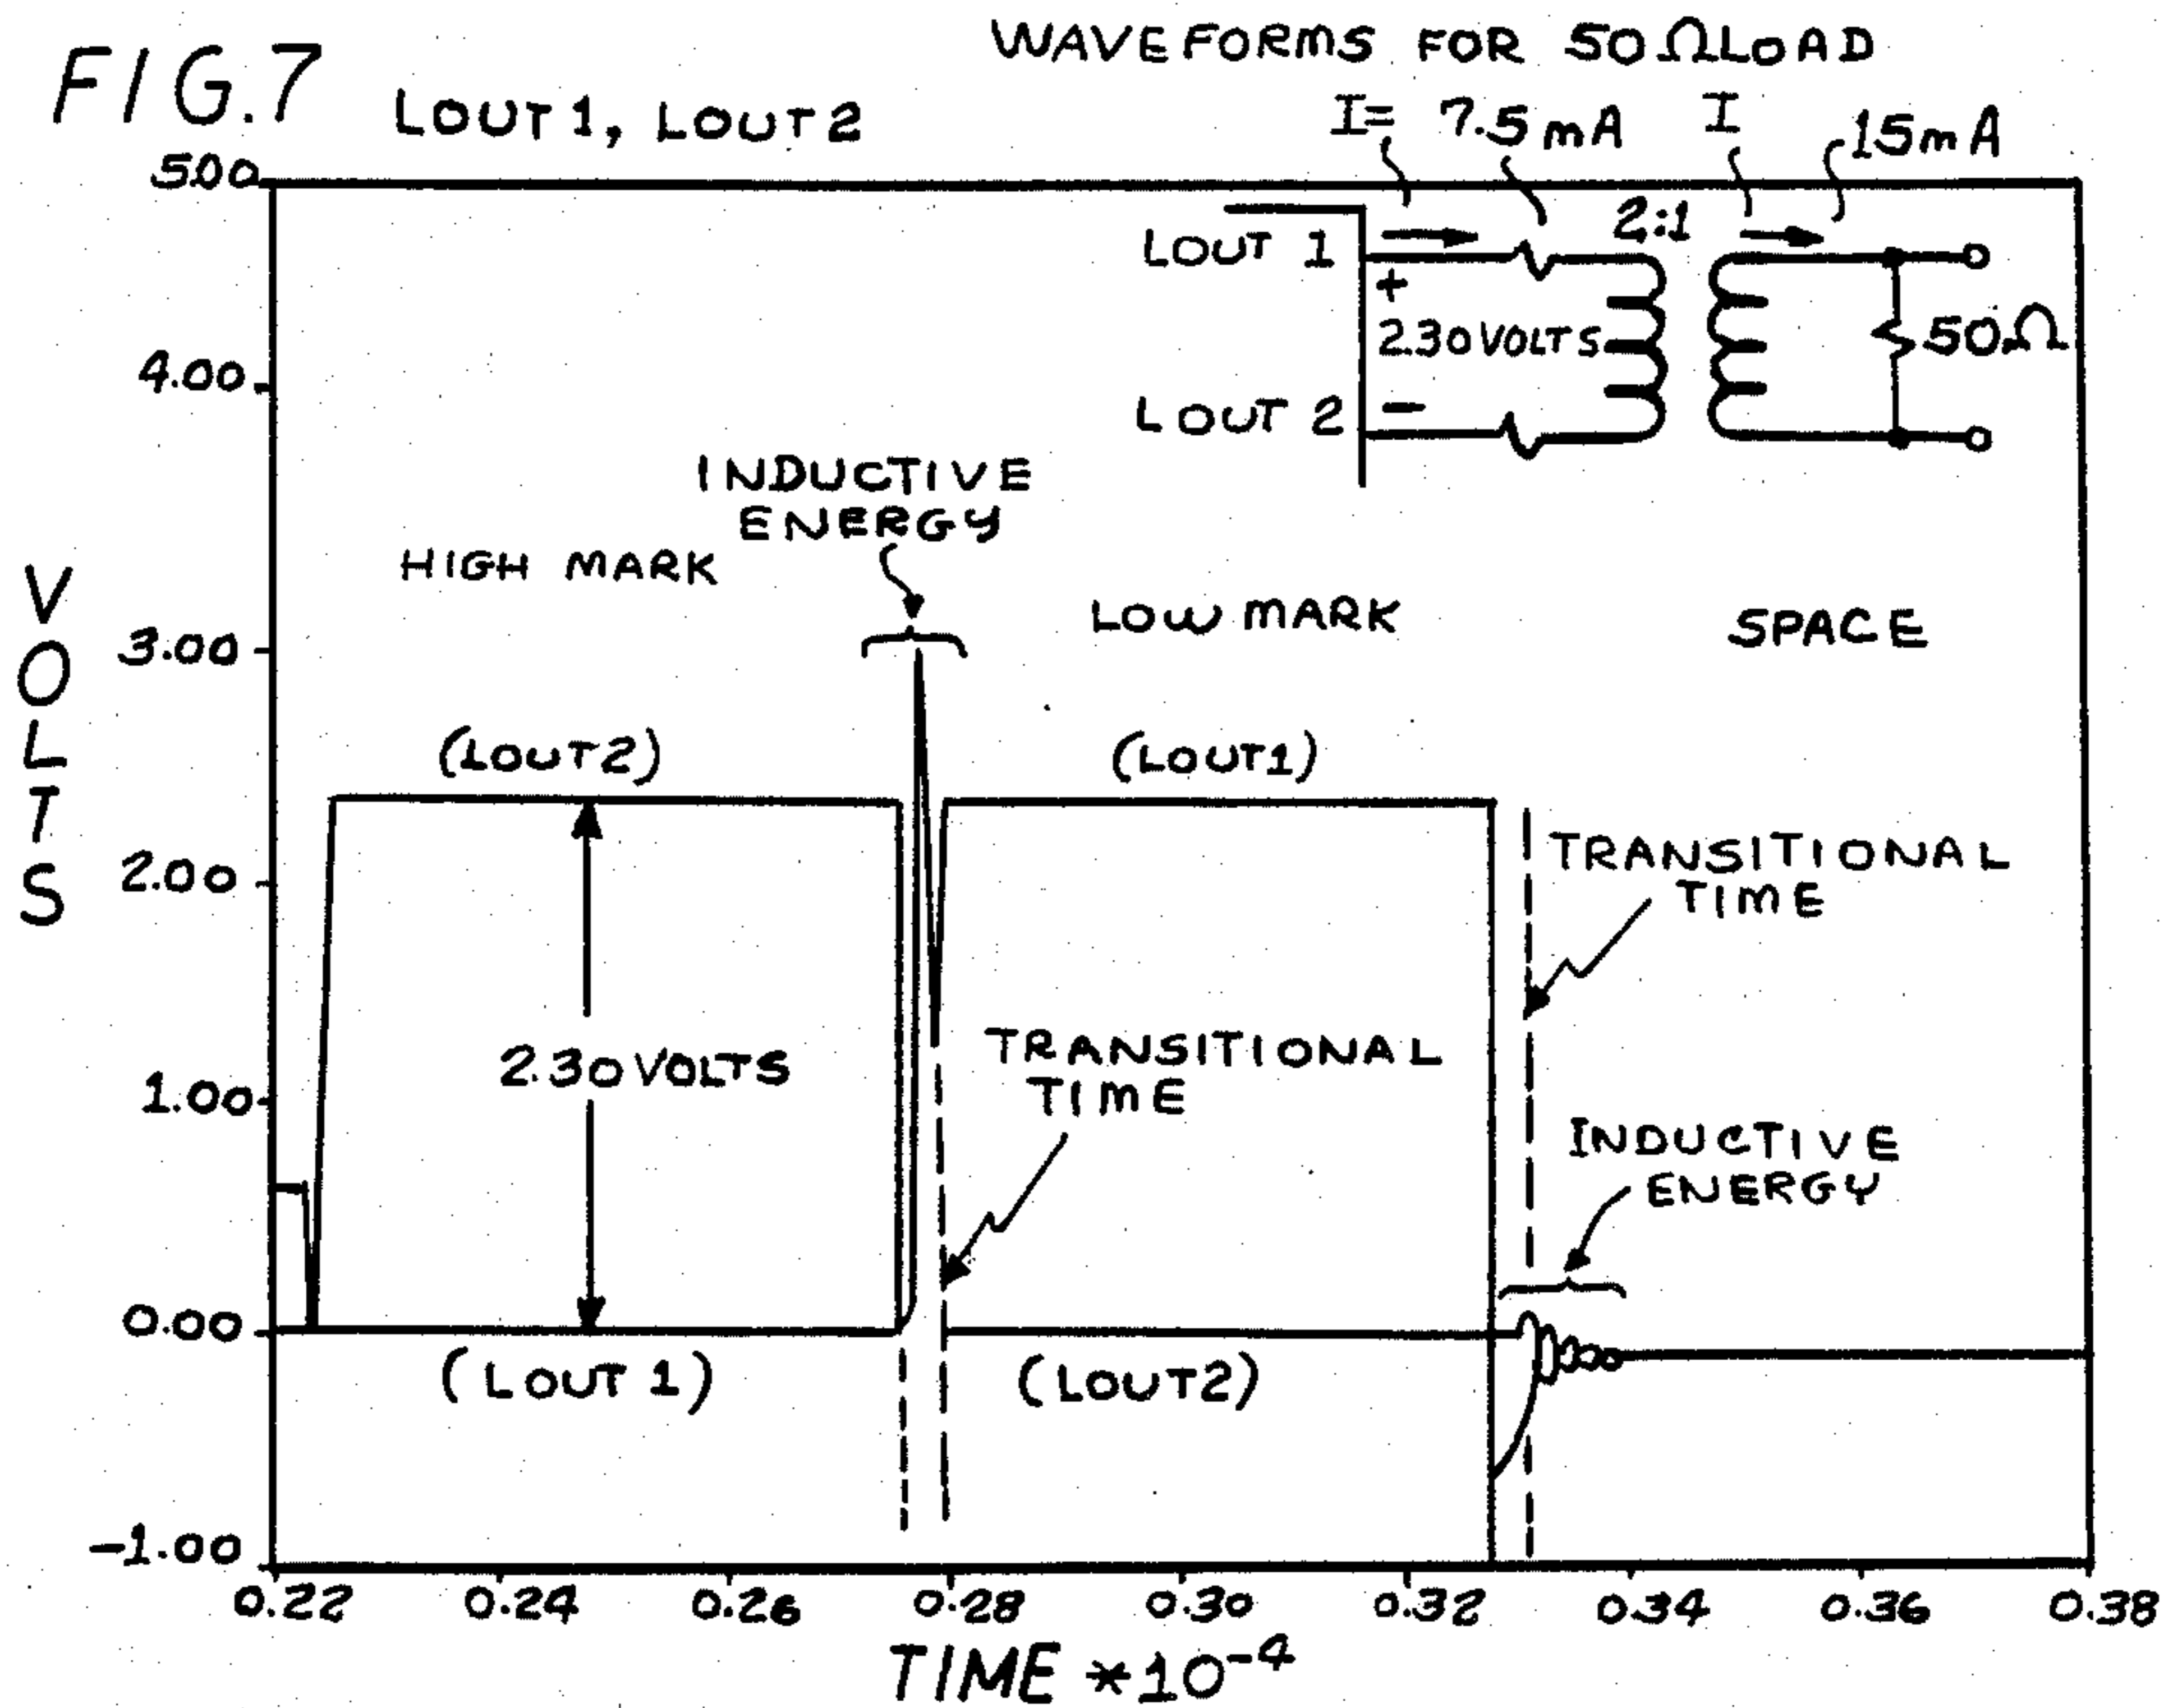 WAVEFORMS FOR 50ΩLOAD
FIG.7
LOUT 1, LOUT 2
I= 7.5mA I 15mA
5.00
2:1
LOUT 1
+
2.30 VOLTS
50Ω
4.00
LOUT 2
-
INDUCTIVE
ENERGY
HIGH MARK
LOW MARK
SPACE
VOLTS
3.00
(LOUT2)
(LOUT1)
TRANSITIONAL
TIME
2.00
2.30 VOLTS
TRANSITIONAL
TIME
1.00
INDUCTIVE
ENERGY
0.00
(LOUT 1)
(LOUT2)
-1.00
0.22 0.24 0.26 0.28 0.30 0.32 0.34 0.36 0.38
TIME *10-4